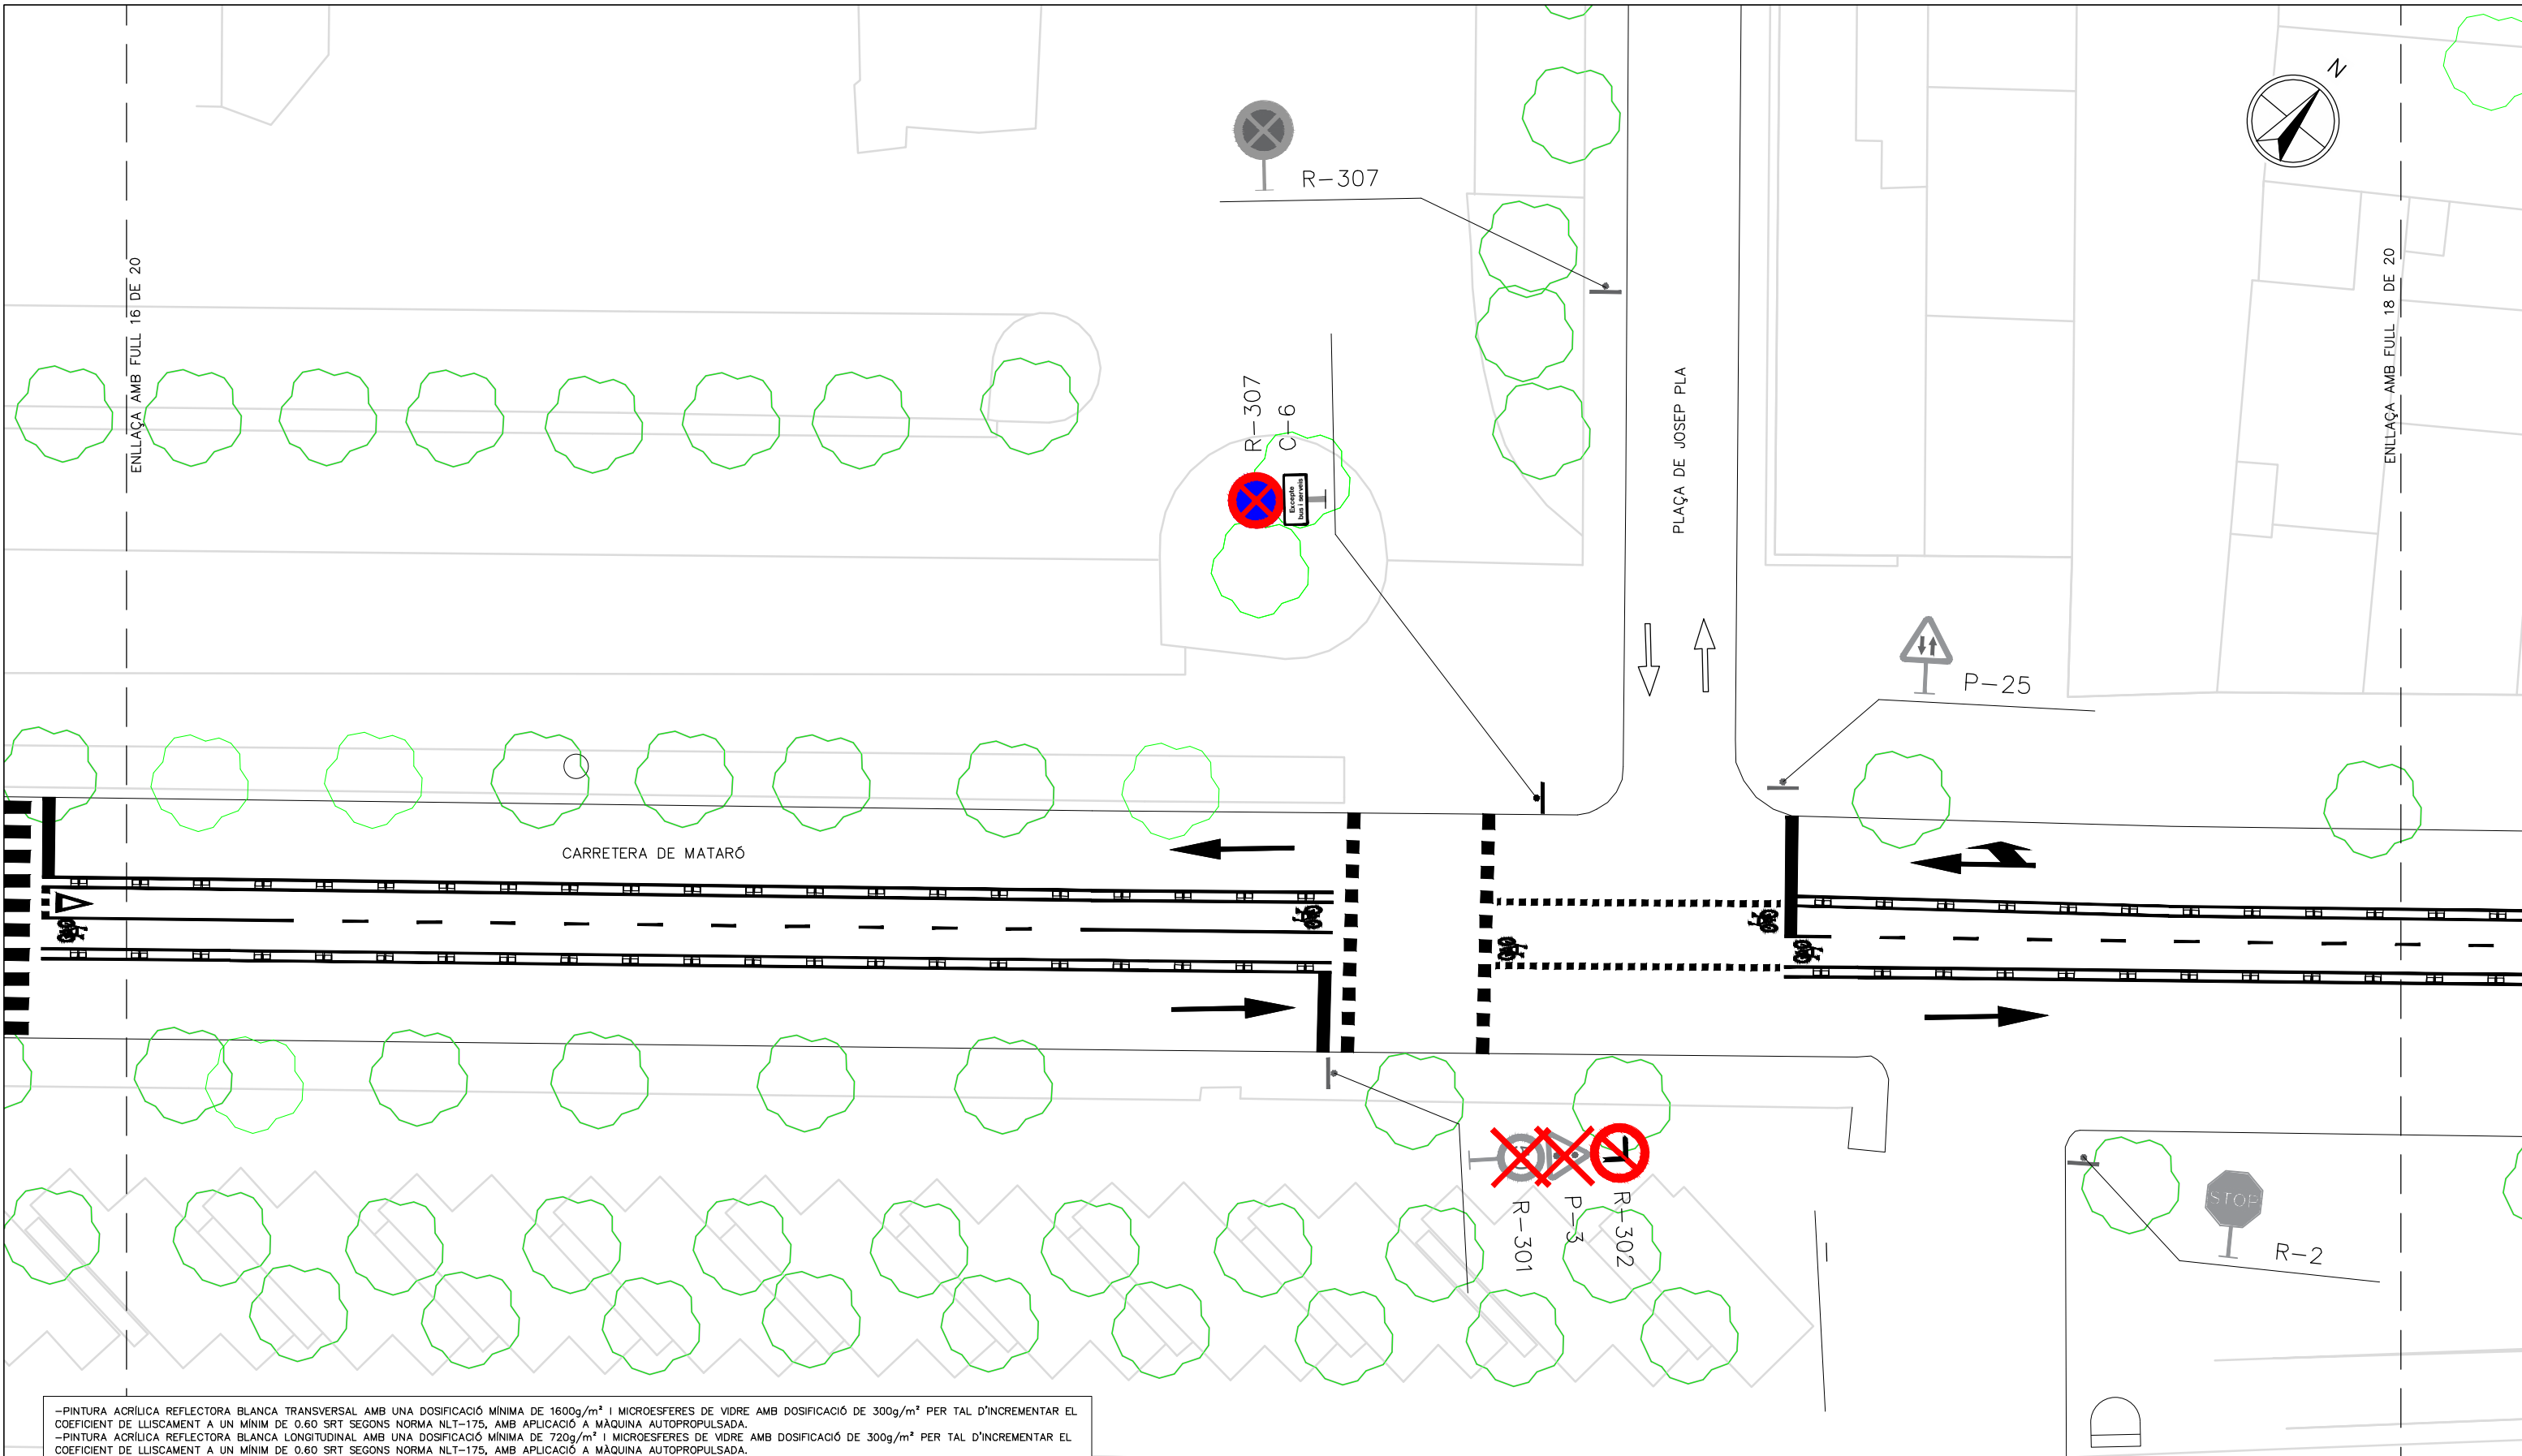 N
R-307
ENLLAÇA AMB FULL 16 DE 20
ENLLAÇA AMB FULL 18 DE 20
R-307
C-6
Excepte
bus i serveis
PLAÇA DE JOSEP PLA
P-25
CARRETERA DE MATARÓ
R-301
P-3
R-302
STOP
R-2
-PINTURA ACRÍLICA REFLECTORA BLANCA TRANSVERSAL AMB UNA DOSIFICACIÓ MÍNIMA DE 1600g/m² I MICROESFERES DE VIDRE AMB DOSIFICACIÓ DE 300g/m² PER TAL D'INCREMENTAR EL
COEFICIENT DE LLISCAMENT A UN MÍNIM DE 0.60 SRT SEGONS NORMA NLT-175, AMB APLICACIÓ A MÀQUINA AUTOPROPULSADA.
-PINTURA ACRÍLICA REFLECTORA BLANCA LONGITUDINAL AMB UNA DOSIFICACIÓ MÍNIMA DE 720g/m² I MICROESFERES DE VIDRE AMB DOSIFICACIÓ DE 300g/m² PER TAL D'INCREMENTAR EL
COEFICIENT DE LLISCAMENT A UN MÍNIM DE 0.60 SRT SEGONS NORMA NLT-175, AMB APLICACIÓ A MÀQUINA AUTOPROPULSADA.